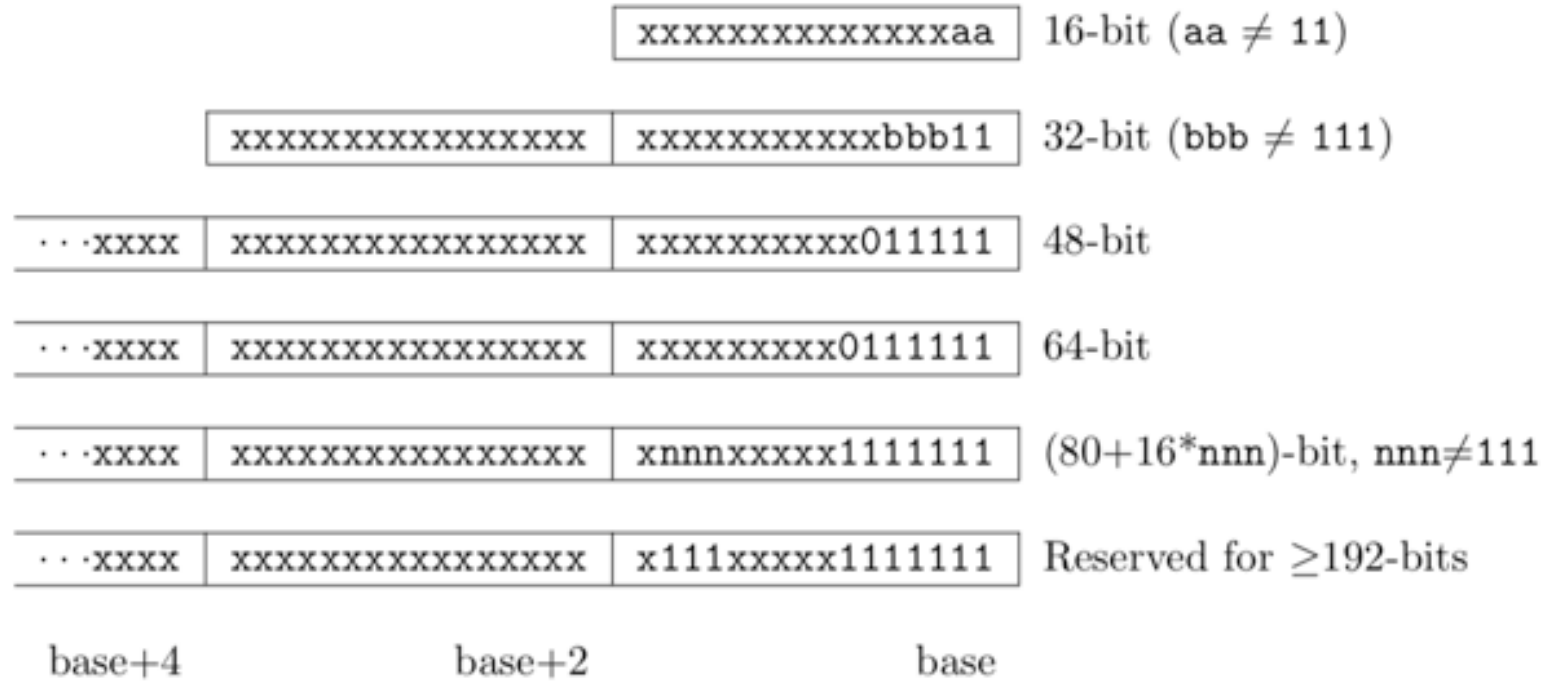 xxxxxxxxxxxxxxaa 16-bit (aa ≠ 11)
xxxxxxxxxxxxxxxx xxxxxxxxxxxbbb11 32-bit (bbb ≠ 111)
···xxxx xxxxxxxxxxxxxxxx xxxxxxxxxx011111 48-bit
···xxxx xxxxxxxxxxxxxxxx xxxxxxxxx0111111 64-bit
···xxxx xxxxxxxxxxxxxxxx xnnnxxxxx1111111 (80+16*nnn)-bit, nnn≠111
···xxxx xxxxxxxxxxxxxxxx x111xxxxx1111111 Reserved for ≥192-bits
base+4 base+2 base